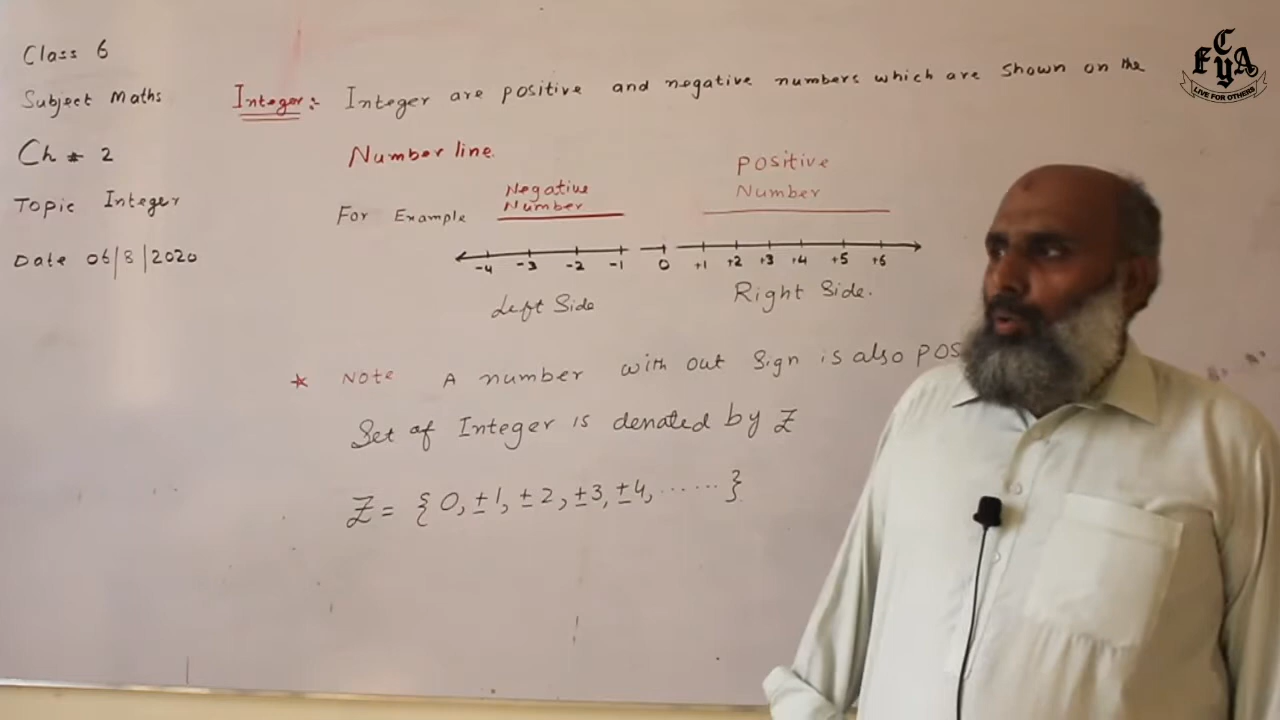 Class 6
Subject Maths
Ch # 2
Topic Integer
Date 06/8/2020
Integer:- Integer are positive and negative numbers which are shown on the
Number line.
For Example
Negative
Number
Positive
Number
-4 -3 -2 -1 0 +1 +2 +3 +4 +5 +6
Left Side
Right Side.
* Note A number with out Sign is also pos
Set of Integer is denated by Z
Z = { 0, ±1, ±2, ±3, ±4, ...... }
LIVE FOR OTHERS